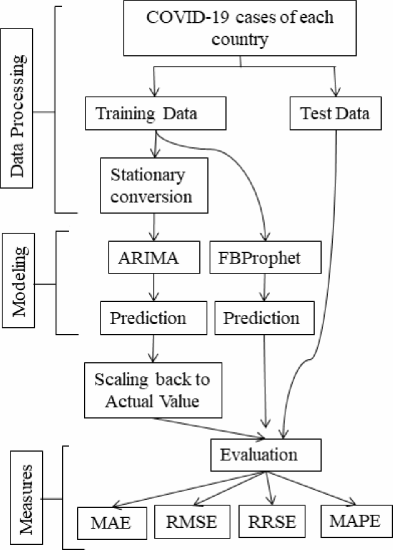 COVID-19 cases of each
country
Data Processing
Training Data
Test Data
Stationary
conversion
Modeling
ARIMA
FBProphet
Prediction
Prediction
Scaling back to
Actual Value
Evaluation
Measures
MAE
RMSE
RRSE
MAPE